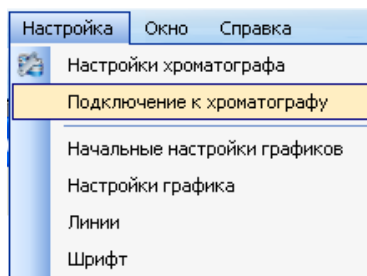 Настройка Окно Справка
Настройки хроматографа
Подключение к хроматографу
Начальные настройки графиков
Настройки графика
Линии
Шрифт